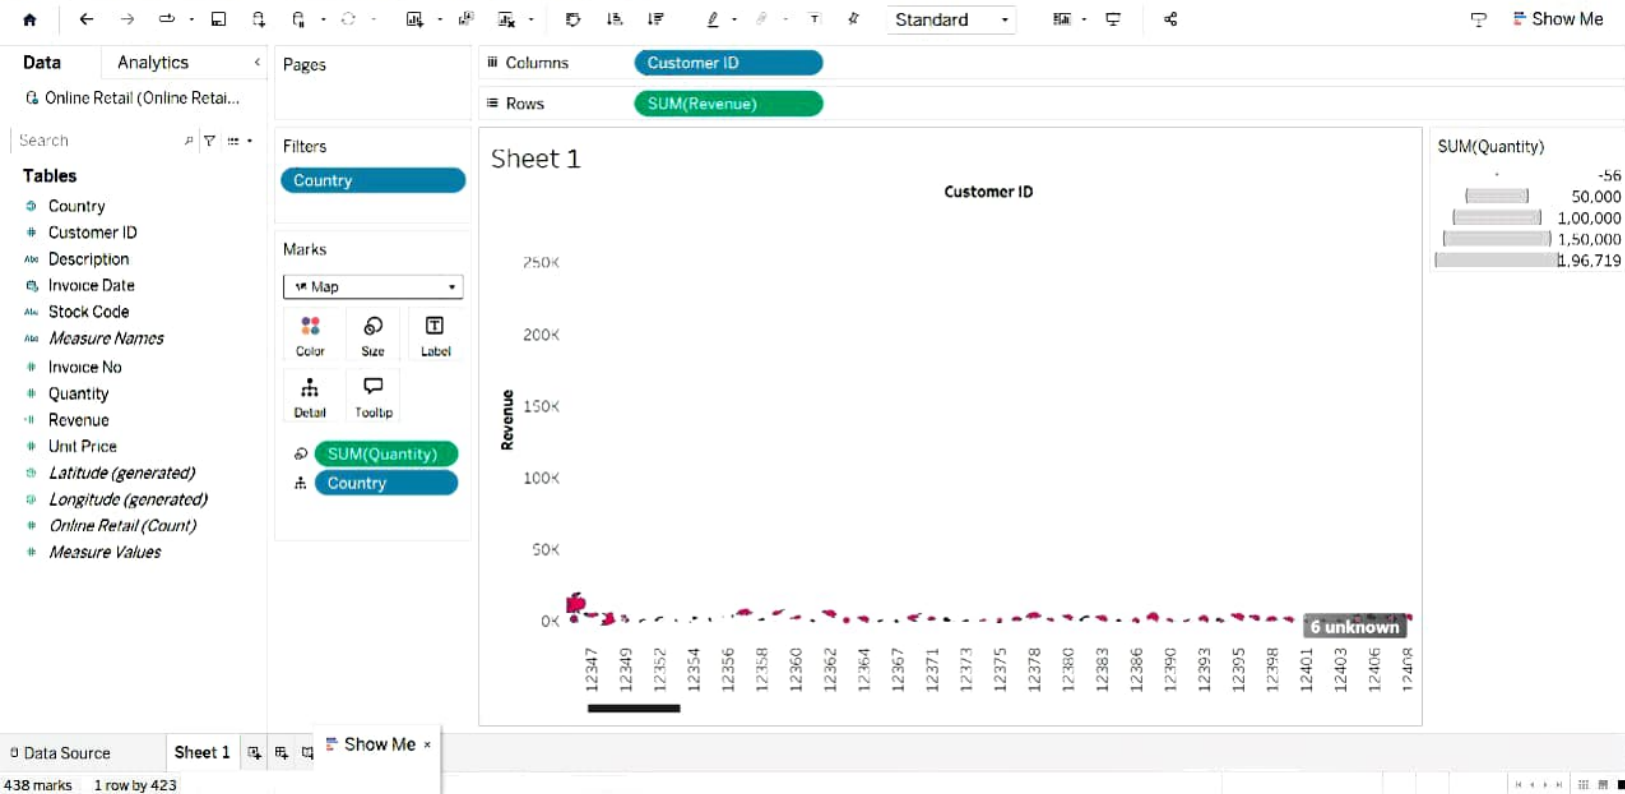 Standard
Show Me
Data
Analytics
Pages
Columns
Customer ID
Online Retail (Online Retai...
Rows
SUM(Revenue)
Search
Filters
Country
Tables
Country
Customer ID
Abc Description
Invoice Date
Abc Stock Code
Abc Measure Names
Invoice No
Quantity
Revenue
Unit Price
Latitude (generated)
Longitude (generated)
Online Retail (Count)
Measure Values
Marks
Map
Color
Size
Label
Detail
Tooltip
SUM(Quantity)
Country
Sheet 1
Customer ID
Revenue
250K
200K
150K
100K
50K
0K
6 unknown
12347
12349
12352
12354
12356
12358
12360
12362
12364
12367
12371
12373
12375
12378
12380
12383
12386
12390
12393
12395
12398
12401
12403
12406
12408
SUM(Quantity)
-56
50,000
1,00,000
1,50,000
1,96,719
Data Source
Sheet 1
Show Me ×
438 marks
1 row by 423